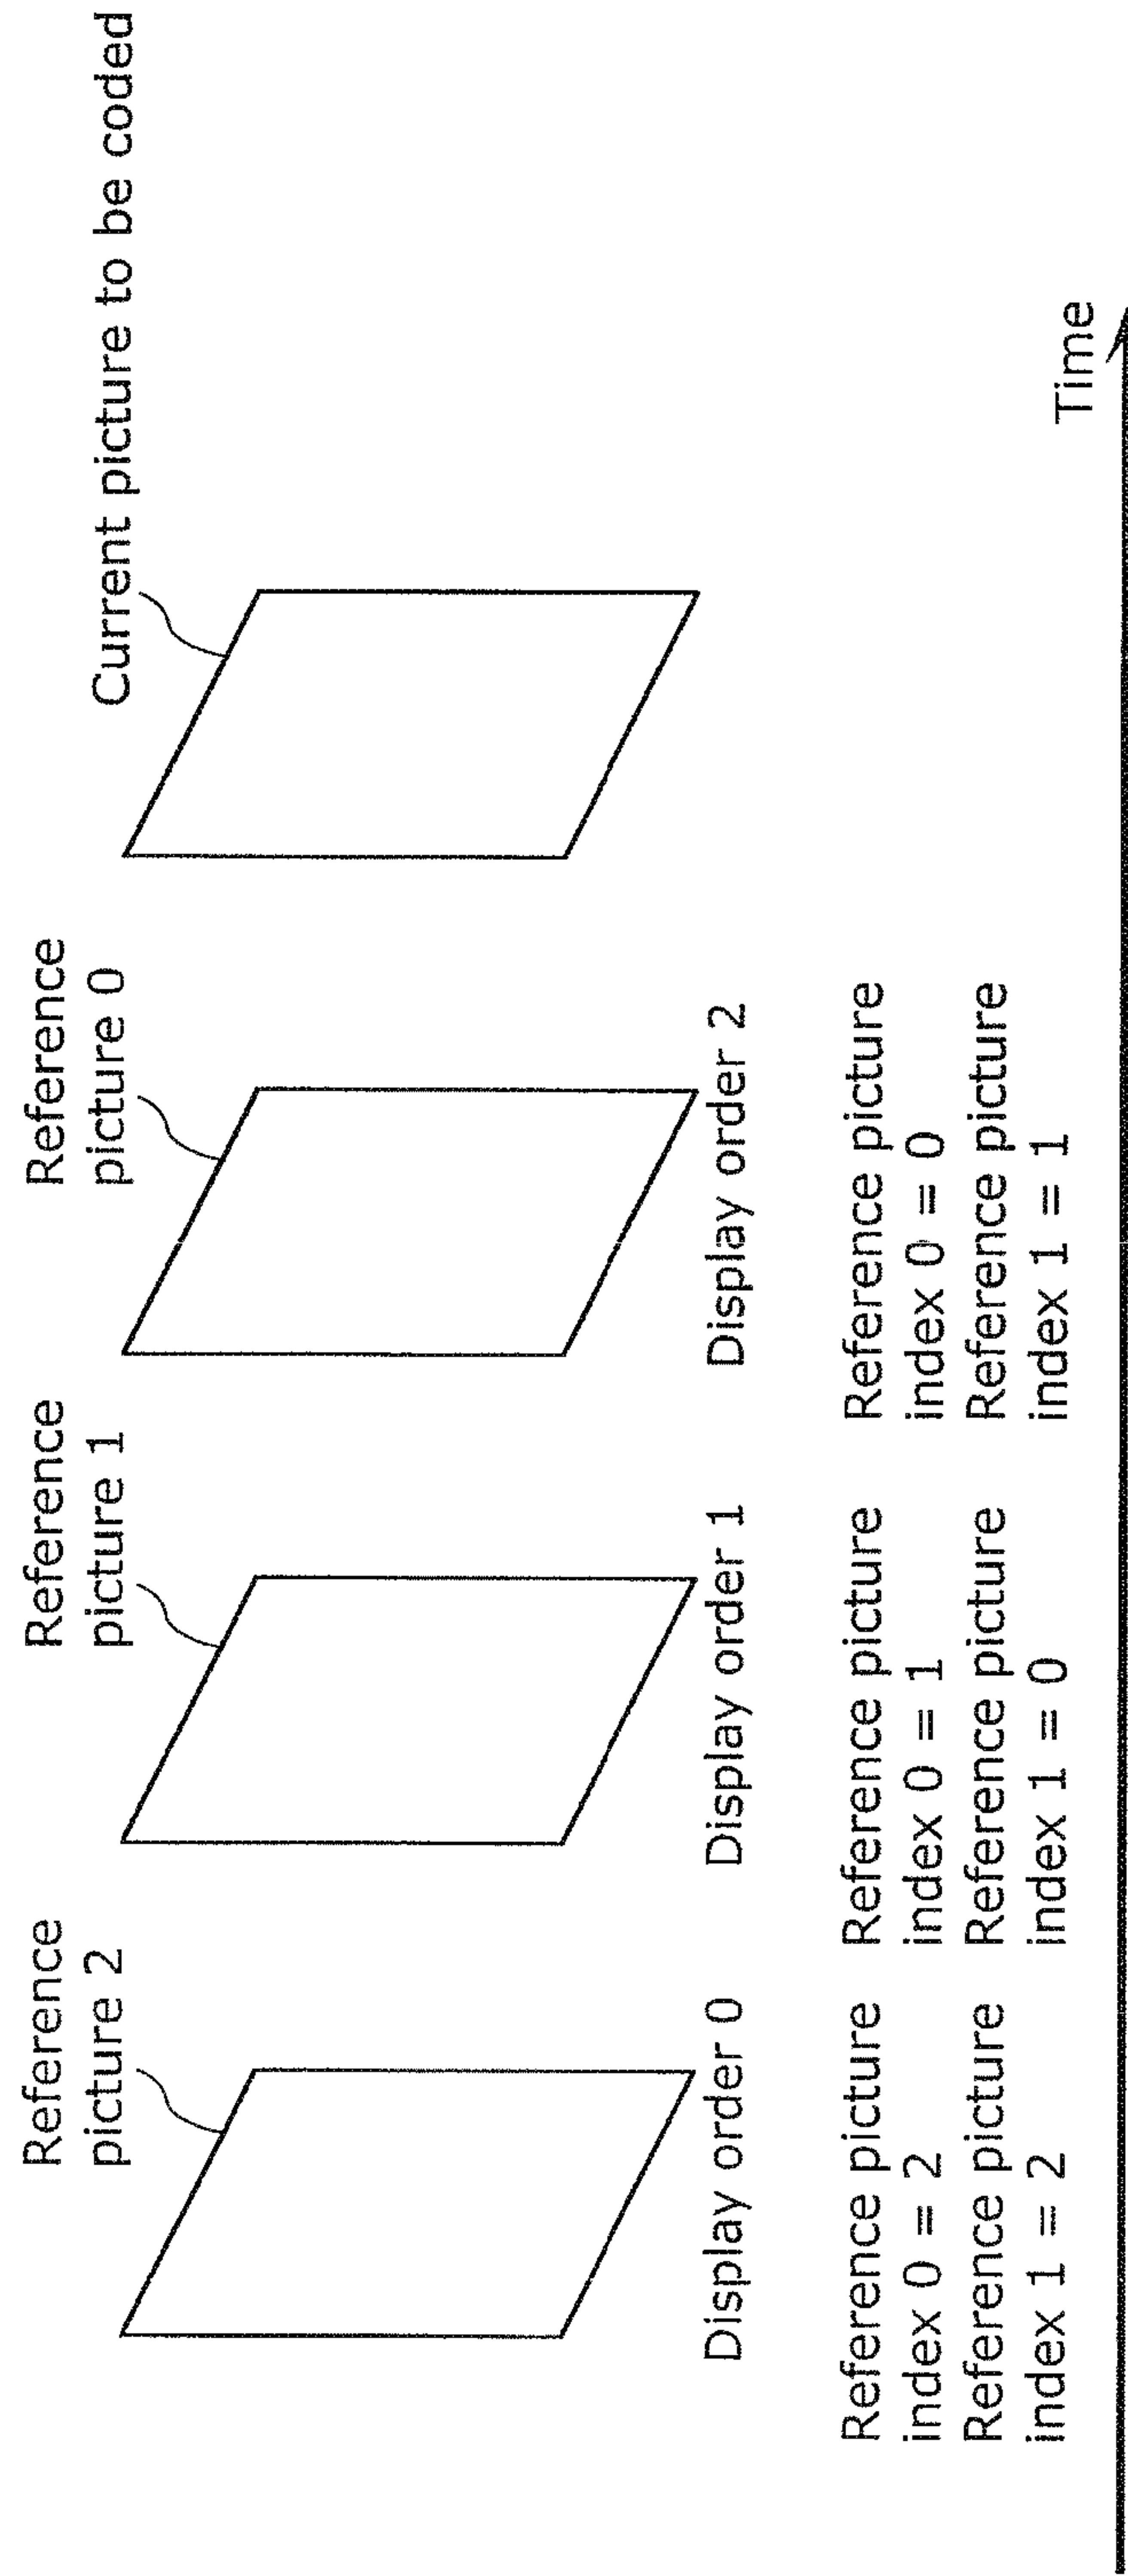 Reference
picture 2
Reference
picture 1
Reference
picture 0
Current picture to be coded
Display order 0
Display order 1
Display order 2
Reference picture
index 0 = 2
Reference picture
index 1 = 2
Reference picture
index 0 = 1
Reference picture
index 1 = 0
Reference picture
index 0 = 0
Reference picture
index 1 = 1
Time